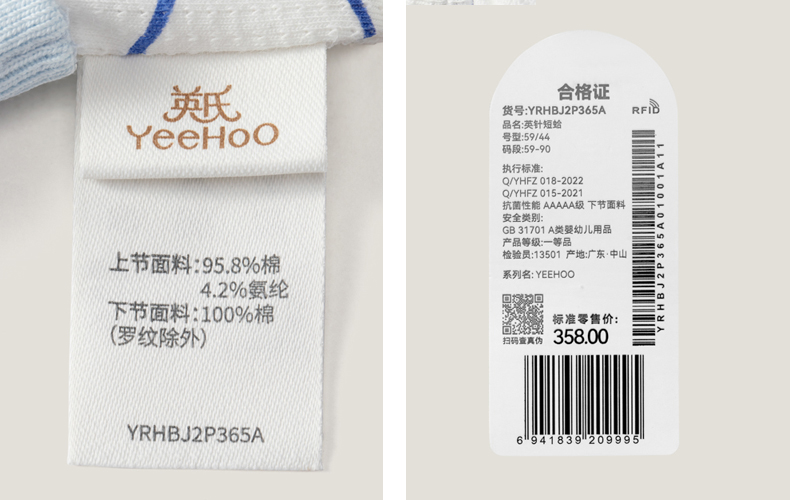 英氏
YeeHoO
上节面料:95.8%棉
4.2%氨纶
下节面料:100%棉
(罗纹除外)
YRHBJ2P365A
合格证
货号:YRHBJ2P365A
RFID
品名:英针短蛤
号型:59/44
码段:59-90
执行标准:
Q/YHFZ 018-2022
Q/YHFZ 015-2021
抗菌性能 AAAAA级 下节面料
安全类别:
GB 31701 A类婴幼儿用品
产品等级:一等品
检验员:13501 产地:广东·中山
系列名:YEEHOO
YRHBJ2P365A01001A11
扫码查真伪
标准零售价:
358.00
6 941839 209995